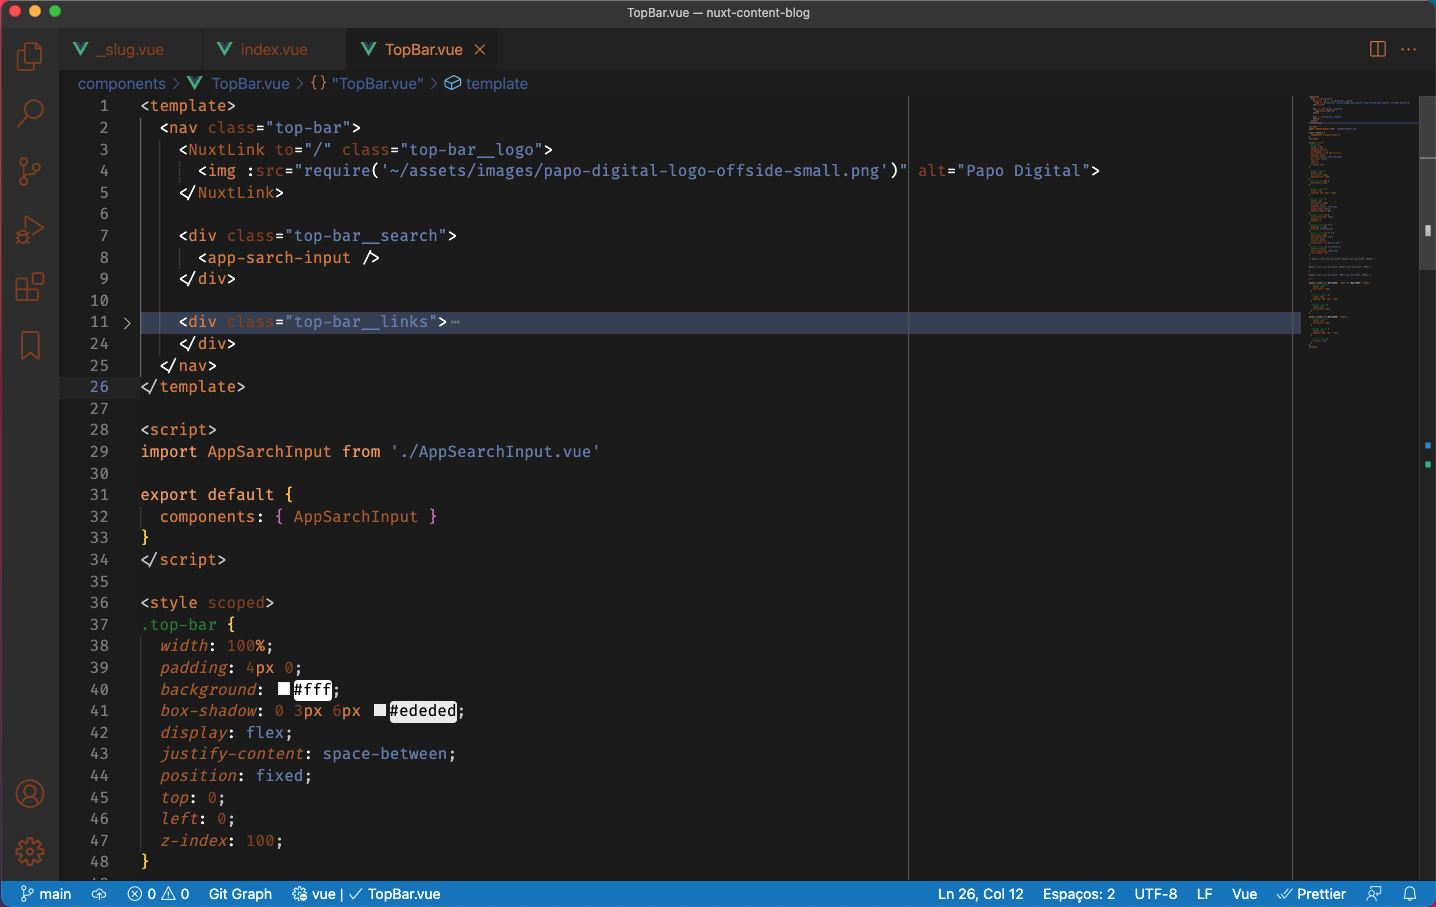 TopBar.vue — nuxt-content-blog
_slug.vue index.vue TopBar.vue
components > TopBar.vue > {} "TopBar.vue" > template
1 <template>
2 <nav class="top-bar">
3 <NuxtLink to="/" class="top-bar__logo">
4 <img :src="require('~/assets/images/papo-digital-logo-offside-small.png')" alt="Papo Digital">
5 </NuxtLink>
6
7 <div class="top-bar__search">
8 <app-sarch-input />
9 </div>
10
11 <div class="top-bar__links">…
24 </div>
25 </nav>
26 </template>
27
28 <script>
29 import AppSarchInput from './AppSearchInput.vue'
30
31 export default {
32 components: { AppSarchInput }
33 }
34 </script>
35
36 <style scoped>
37 .top-bar {
38 width: 100%;
39 padding: 4px 0;
40 background: #fff;
41 box-shadow: 0 3px 6px #ededed;
42 display: flex;
43 justify-content: space-between;
44 position: fixed;
45 top: 0;
46 left: 0;
47 z-index: 100;
48 }
main 0 0 Git Graph vue | ✓ TopBar.vue Ln 26, Col 12 Espaços: 2 UTF-8 LF Vue Prettier